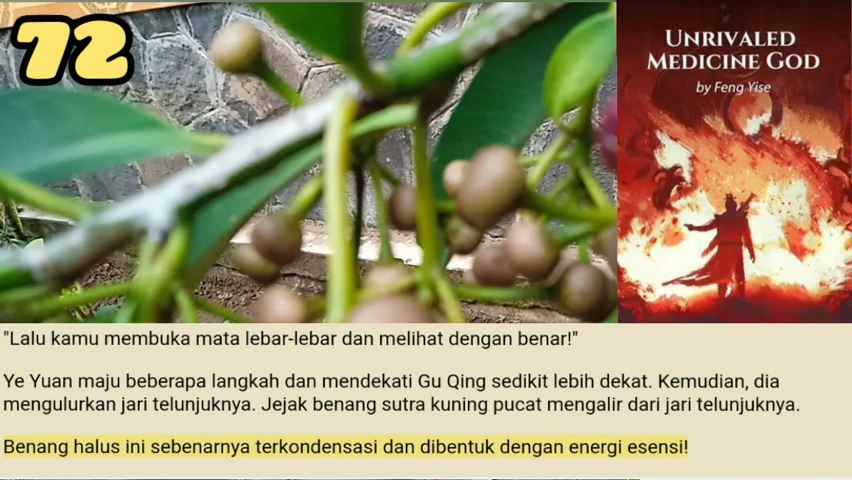 72
UNRIVALED
MEDICINE GOD
by Feng Yise
"Lalu kamu membuka mata lebar-lebar dan melihat dengan benar!"
Ye Yuan maju beberapa langkah dan mendekati Gu Qing sedikit lebih dekat. Kemudian, dia
mengulurkan jari telunjuknya. Jejak benang sutra kuning pucat mengalir dari jari telunjuknya.
Benang halus ini sebenarnya terkondensasi dan dibentuk dengan energi esensi!